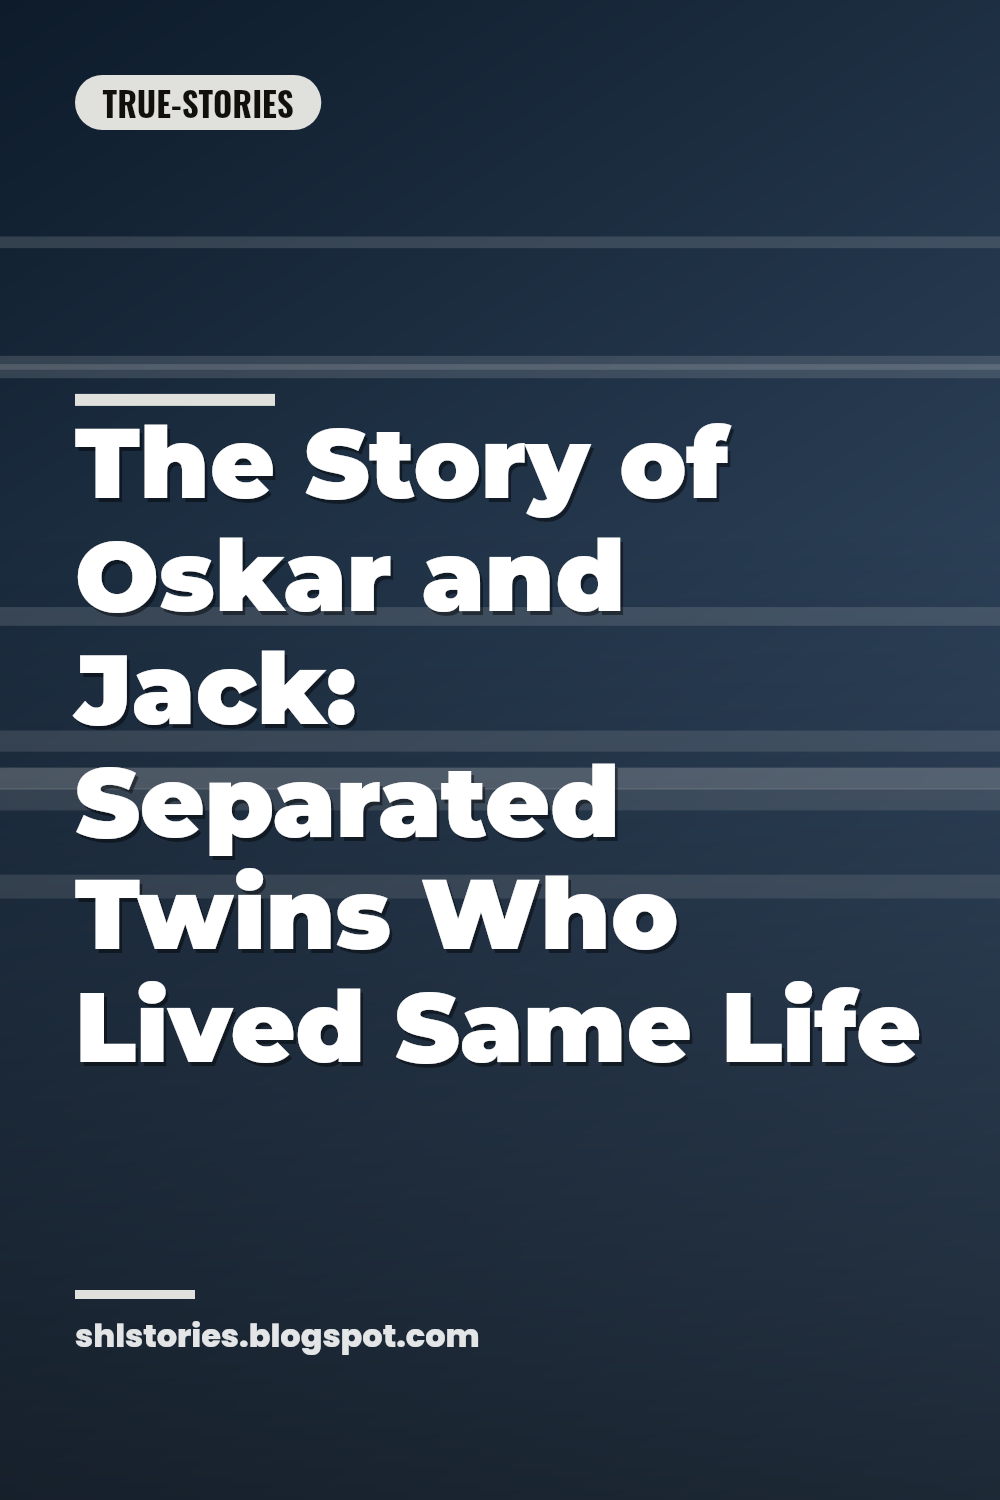 TRUE-STORIES
The Story of
Oskar and
Jack:
Separated
Twins Who
Lived Same Life
shlstories.blogspot.com